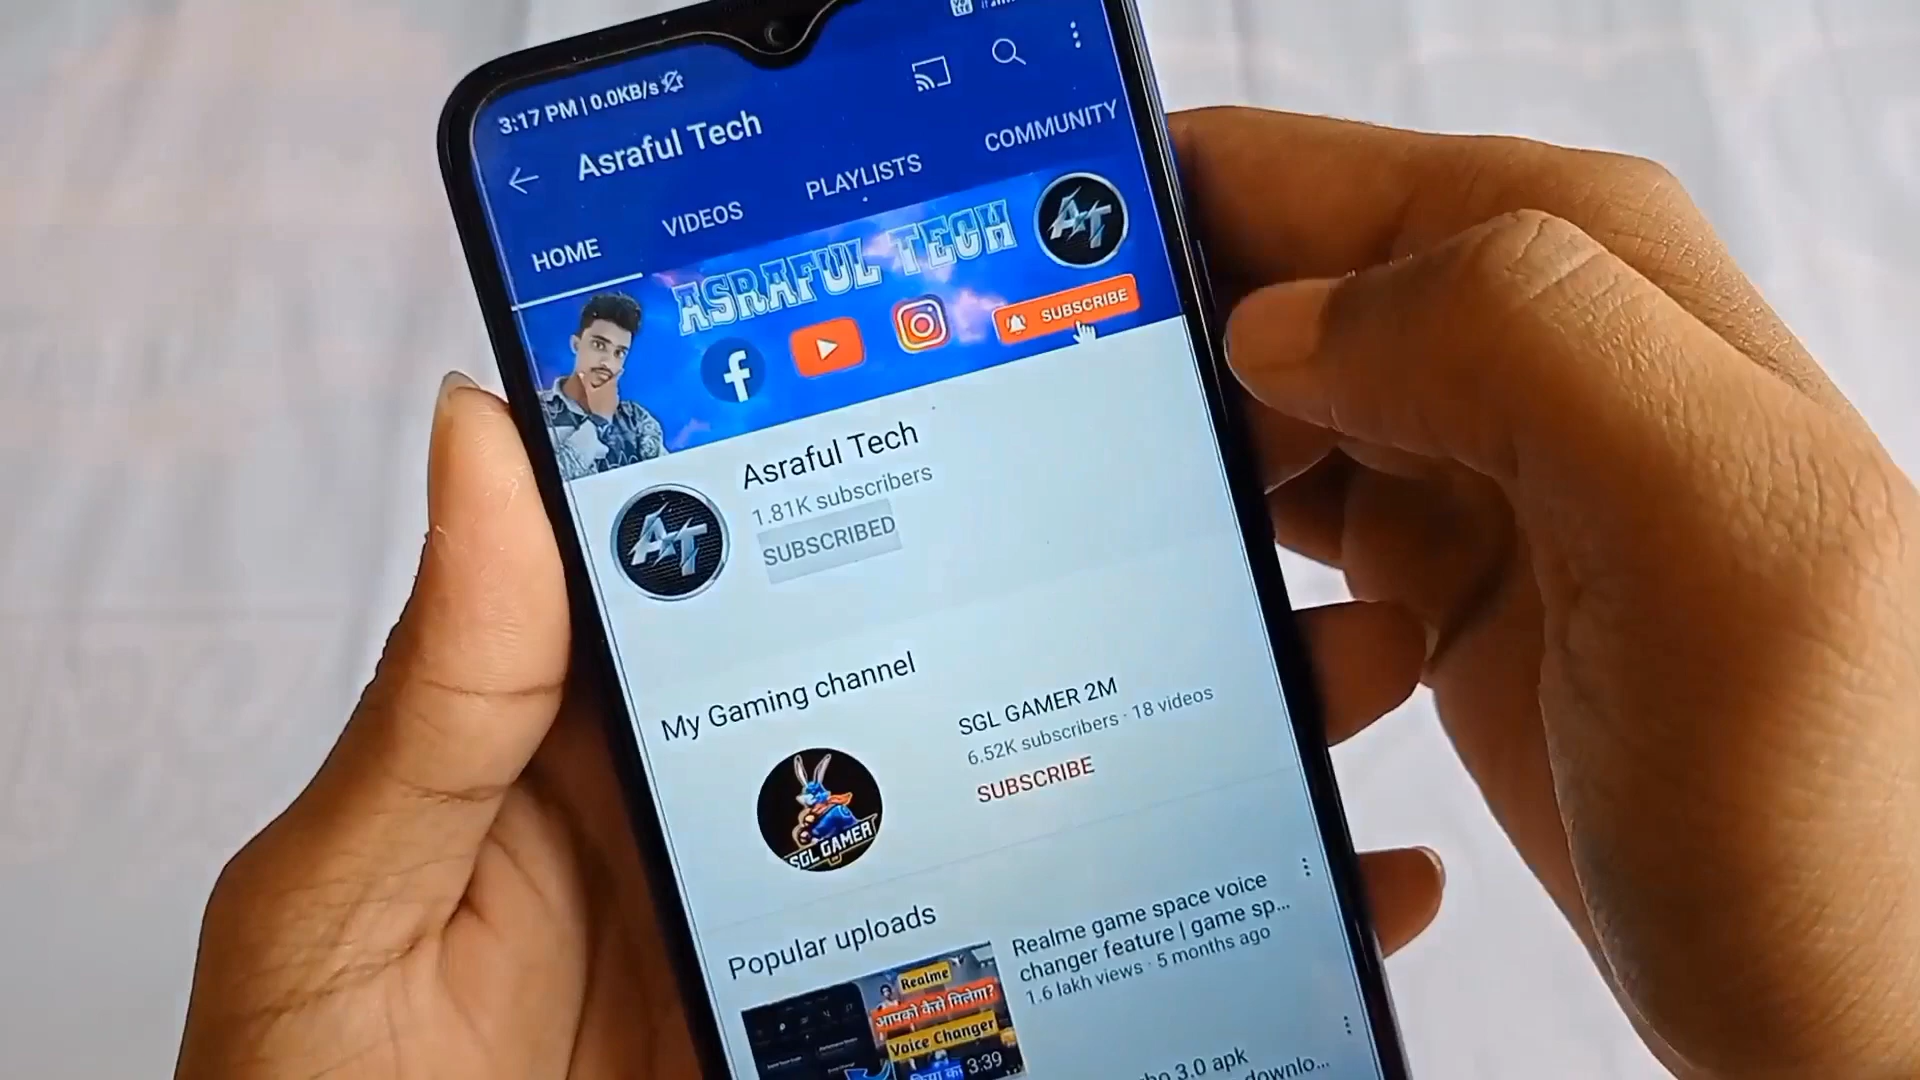 3:17 PM | 0.0KB/s
Asraful Tech
HOME
VIDEOS
PLAYLISTS
COMMUNITY
ASRAFUL TECH
AT
SUBSCRIBE
Asraful Tech
1.81K subscribers
SUBSCRIBED
AT
My Gaming channel
SGL GAMER 2M
6.52K subscribers · 18 videos
SUBSCRIBE
SGL GAMER
Popular uploads
Realme game space voice
changer feature | game sp...
1.6 lakh views · 5 months ago
Realme
आपको कैसे मिलेगा?
Voice Changer
3:39
3.0 apk
downlo...